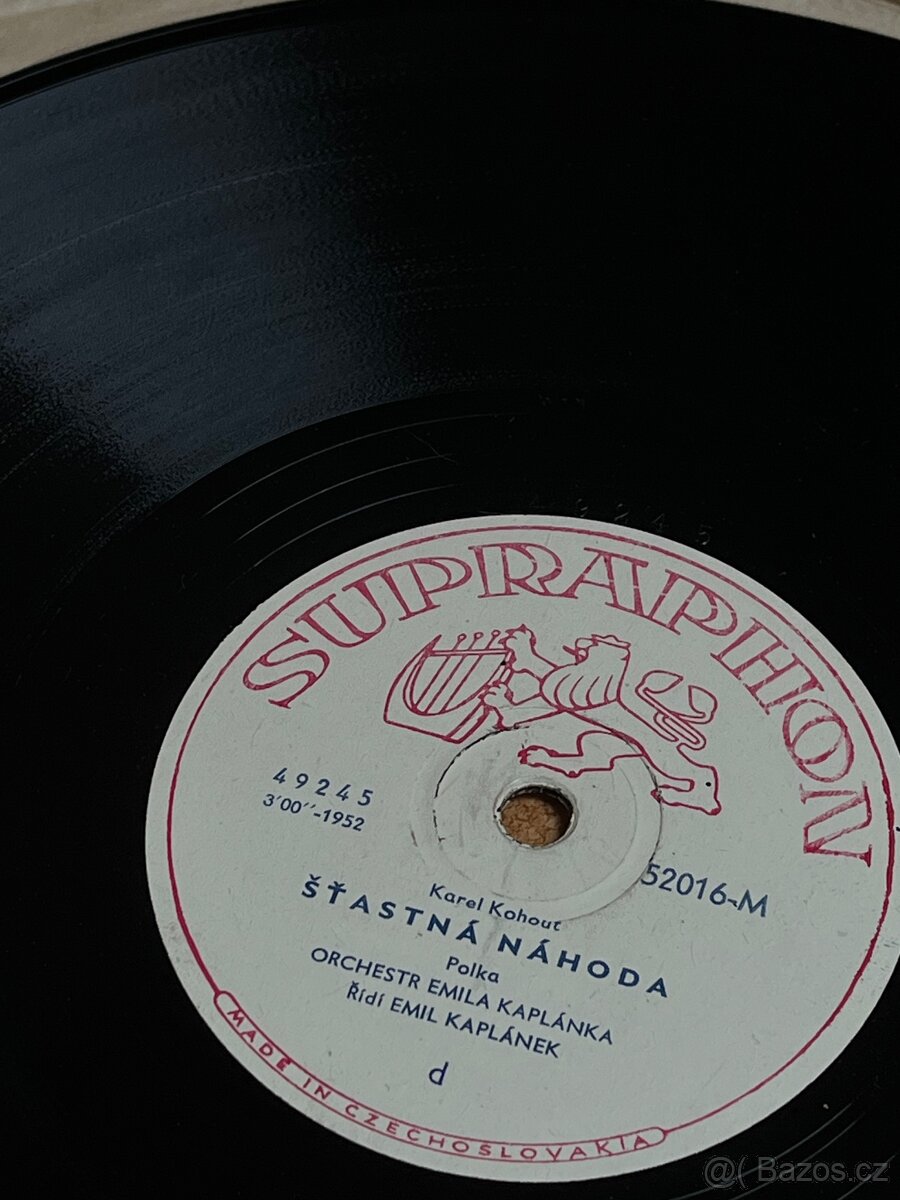 SUPRAPHON
49245
3'00''-1952
52016-M
Karel Kohout
ŠŤASTNÁ NÁHODA
Polka
ORCHESTR EMILA KAPLÁNKA
Řídí EMIL KAPLÁNEK
d
MADE IN CZECHOSLOVAKIA
@( Bazos.cz